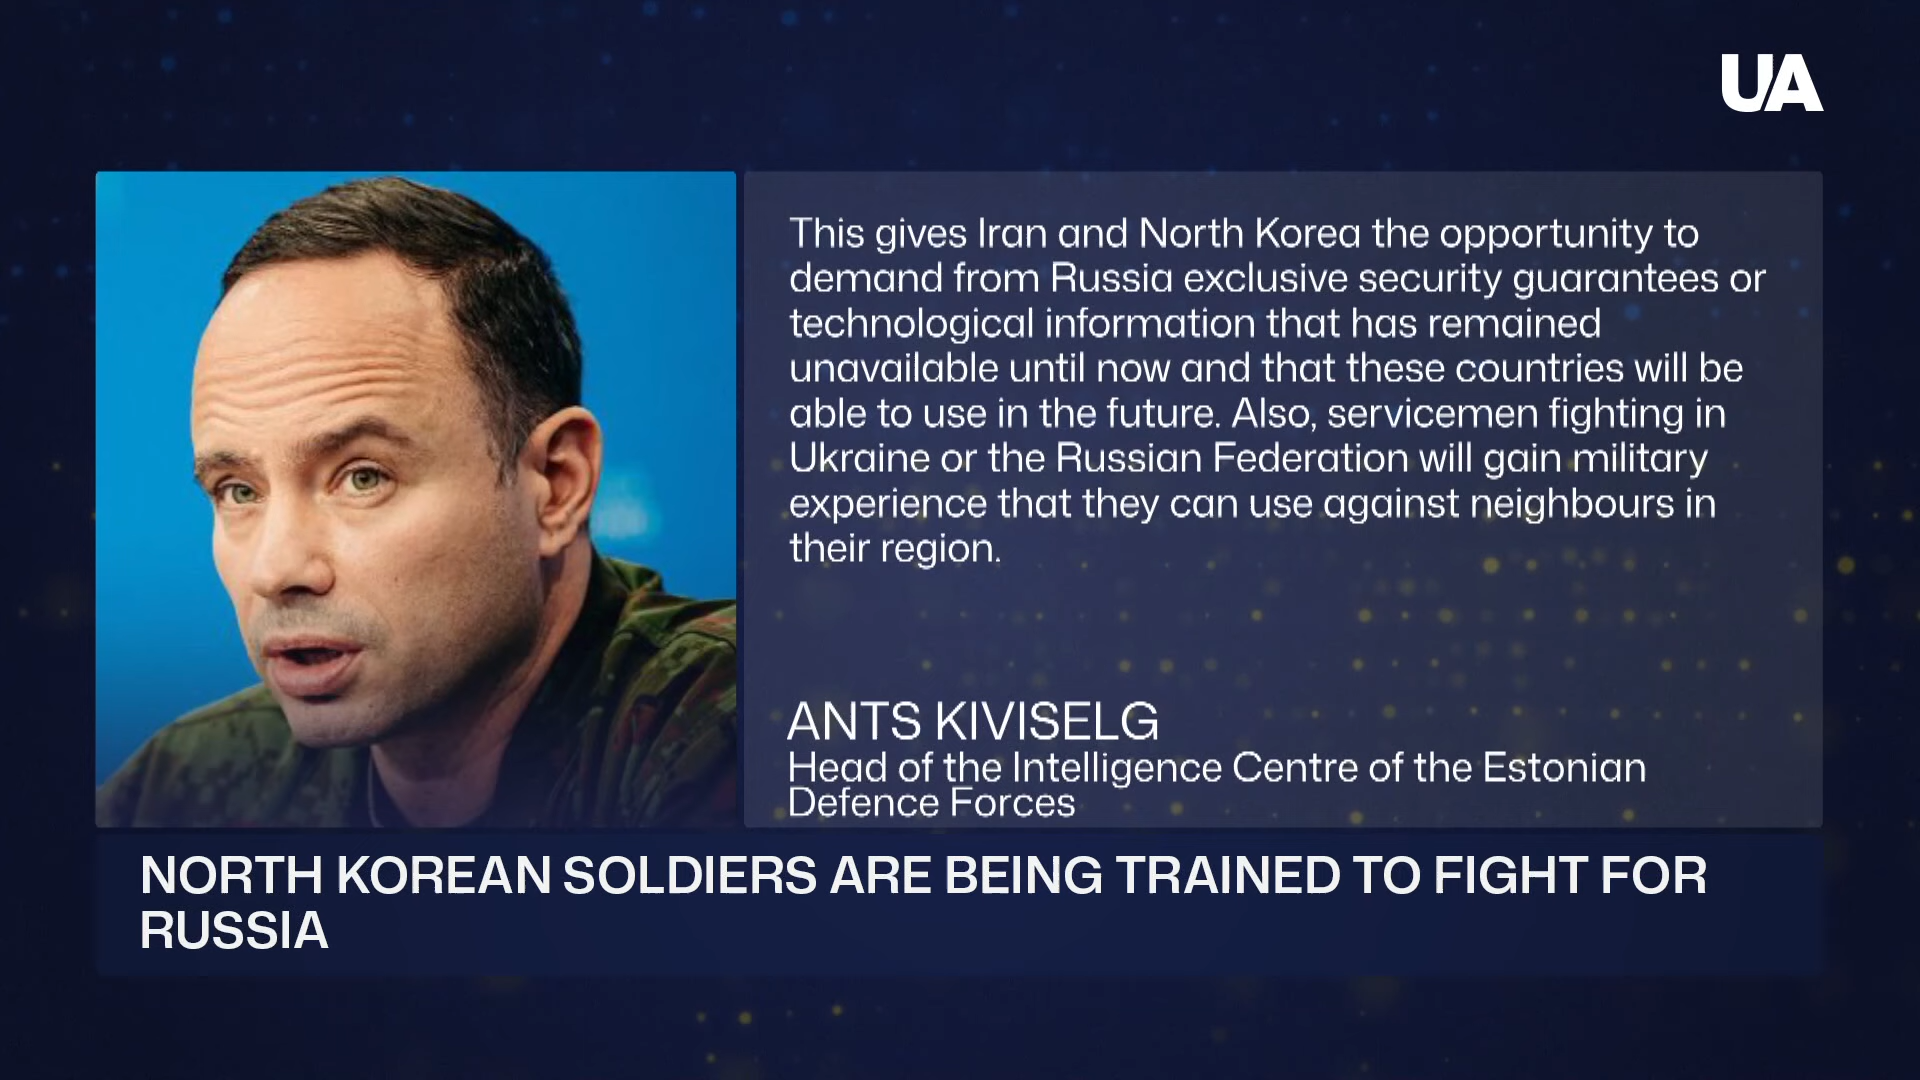 UA
This gives Iran and North Korea the opportunity to
demand from Russia exclusive security guarantees or
technological information that has remained
unavailable until now and that these countries will be
able to use in the future. Also, servicemen fighting in
Ukraine or the Russian Federation will gain military
experience that they can use against neighbours in
their region.
ANTS KIVISELG
Head of the Intelligence Centre of the Estonian
Defence Forces
NORTH KOREAN SOLDIERS ARE BEING TRAINED TO FIGHT FOR
RUSSIA